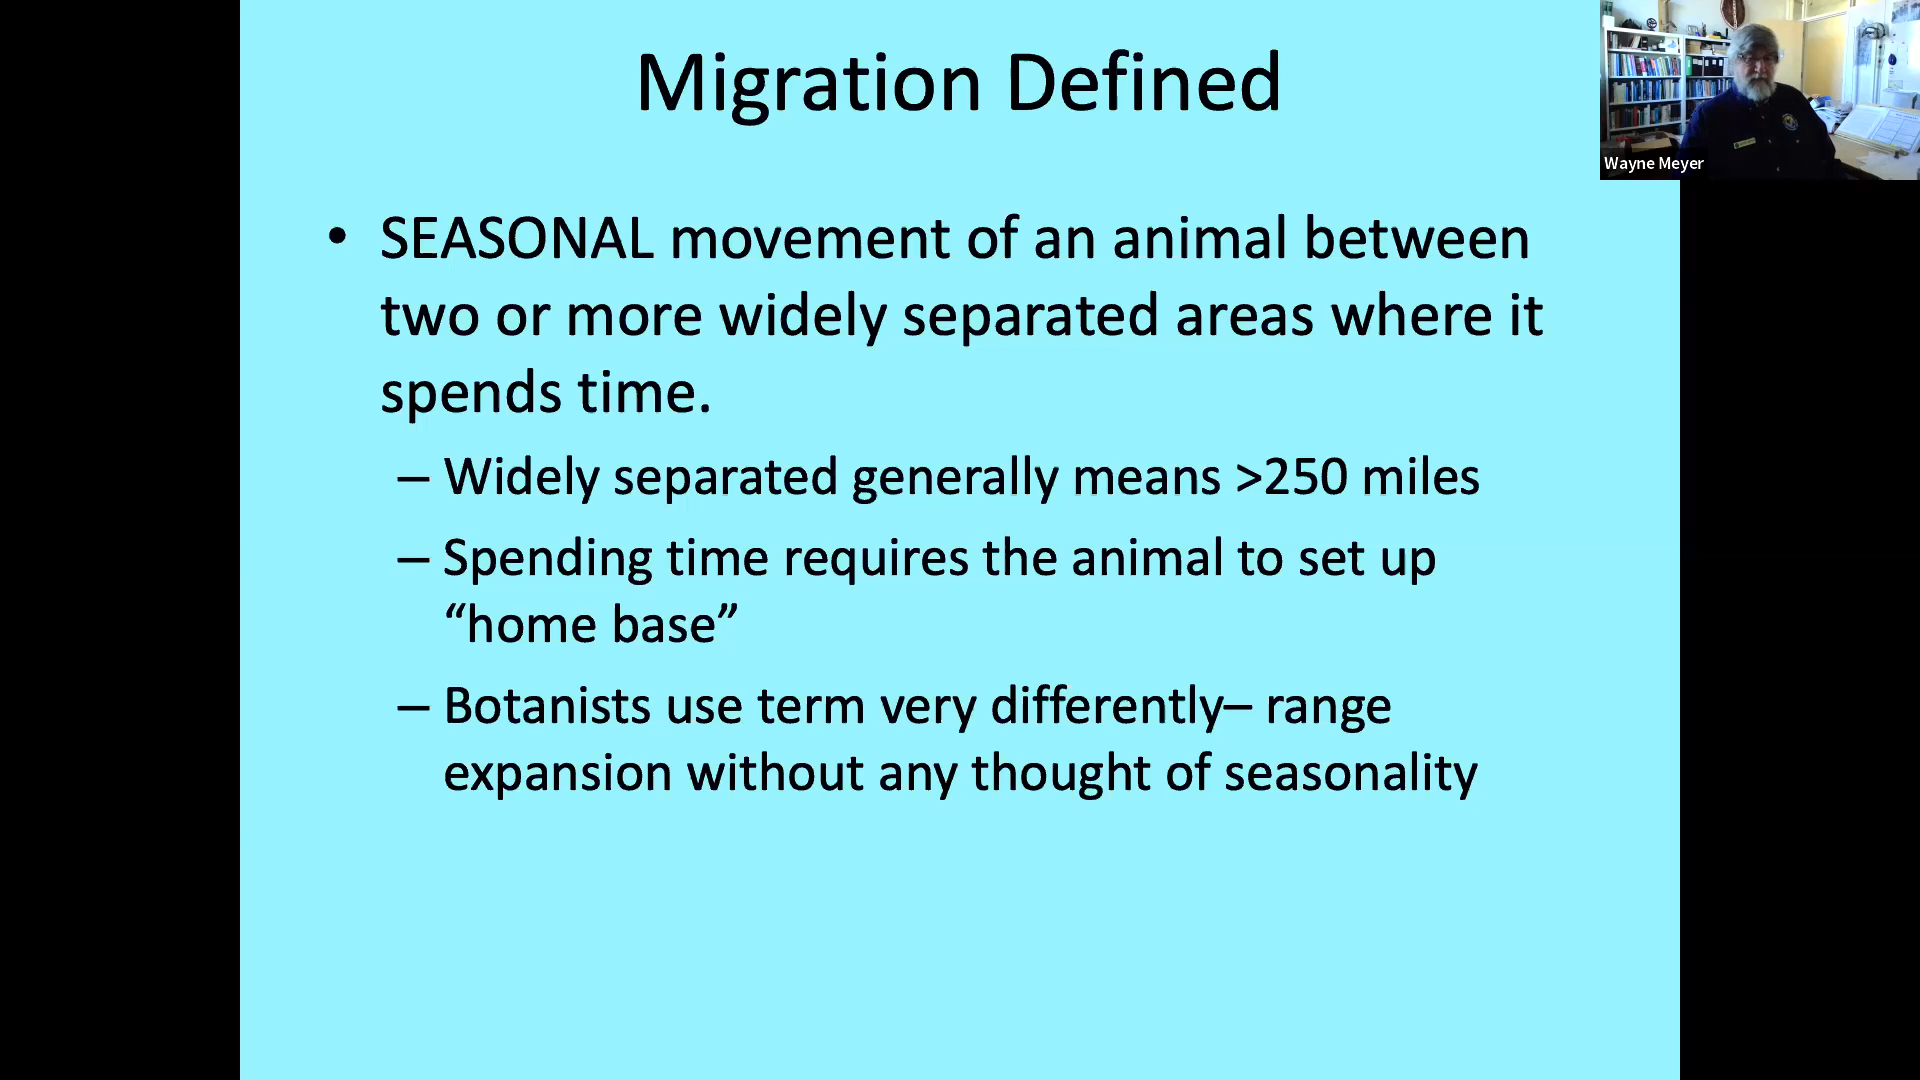 Migration Defined
Wayne Meyer
• SEASONAL movement of an animal between
two or more widely separated areas where it
spends time.
– Widely separated generally means >250 miles
– Spending time requires the animal to set up
“home base”
– Botanists use term very differently– range
expansion without any thought of seasonality